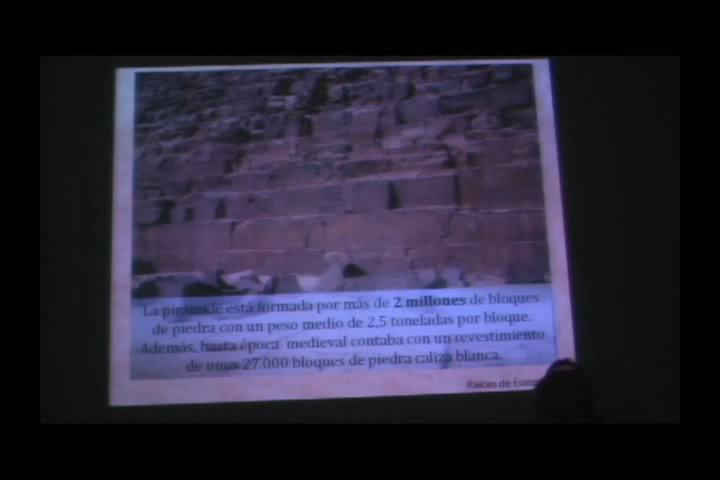 La pirámide está formada por más de 2 millones de bloques
de piedra con un peso medio de 2,5 toneladas por bloque.
Además, hasta época medieval contaba con un revestimiento
de unos 27.000 bloques de piedra caliza blanca.
Raíces de